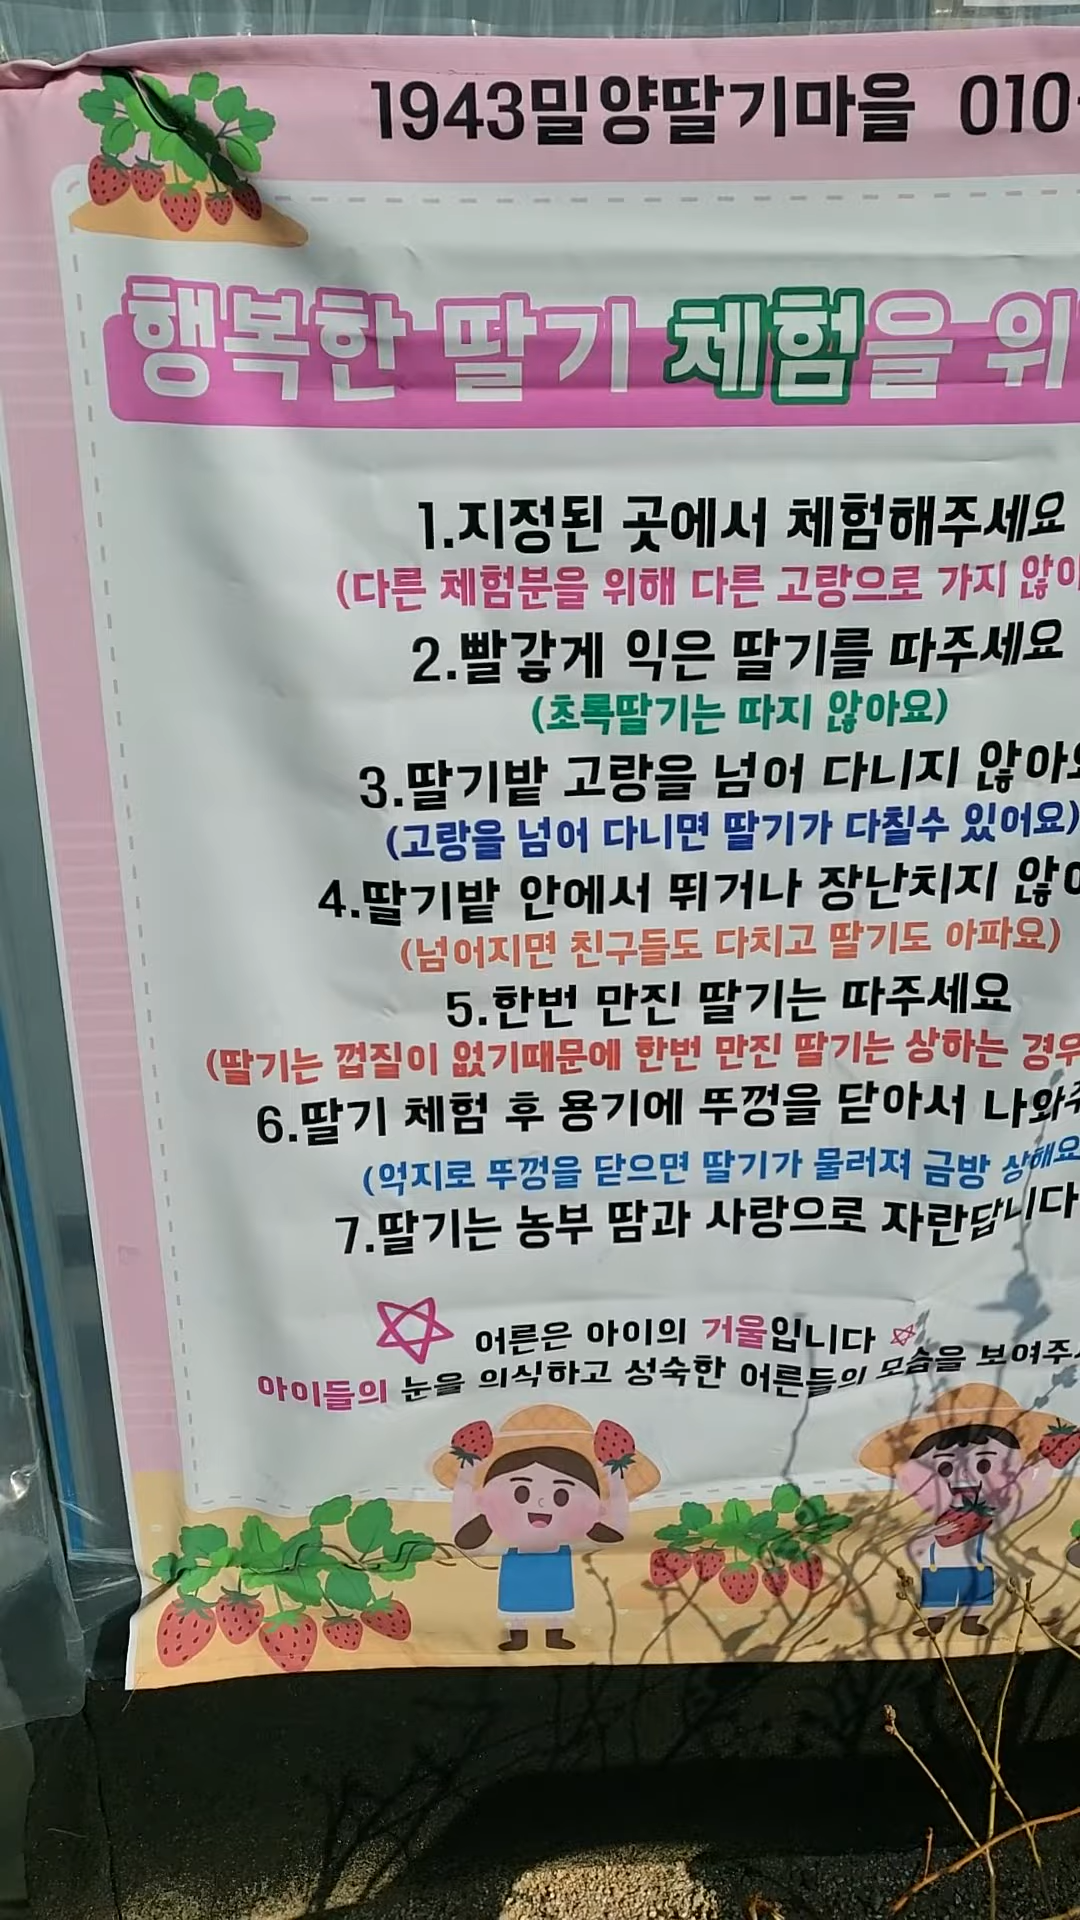 1943밀양딸기마을 010
행복한 딸기 체험을 위
1.지정된 곳에서 체험해주세요
(다른 체험분을 위해 다른 고랑으로 가지 않아
2.빨갛게 익은 딸기를 따주세요
(초록딸기는 따지 않아요)
3.딸기밭 고랑을 넘어 다니지 않아요
(고랑을 넘어 다니면 딸기가 다칠수 있어요)
4.딸기밭 안에서 뛰거나 장난치지 않아
(넘어지면 친구들도 다치고 딸기도 아파요)
5.한번 만진 딸기는 따주세요
(딸기는 껍질이 없기때문에 한번 만진 딸기는 상하는 경우
6.딸기 체험 후 용기에 뚜껑을 닫아서 나와주
(억지로 뚜껑을 닫으면 딸기가 물러져 금방 상해요
7.딸기는 농부 땀과 사랑으로 자란답니다
어른은 아이의 거울입니다
아이들의 눈을 의식하고 성숙한 어른들의 모습을 보여주